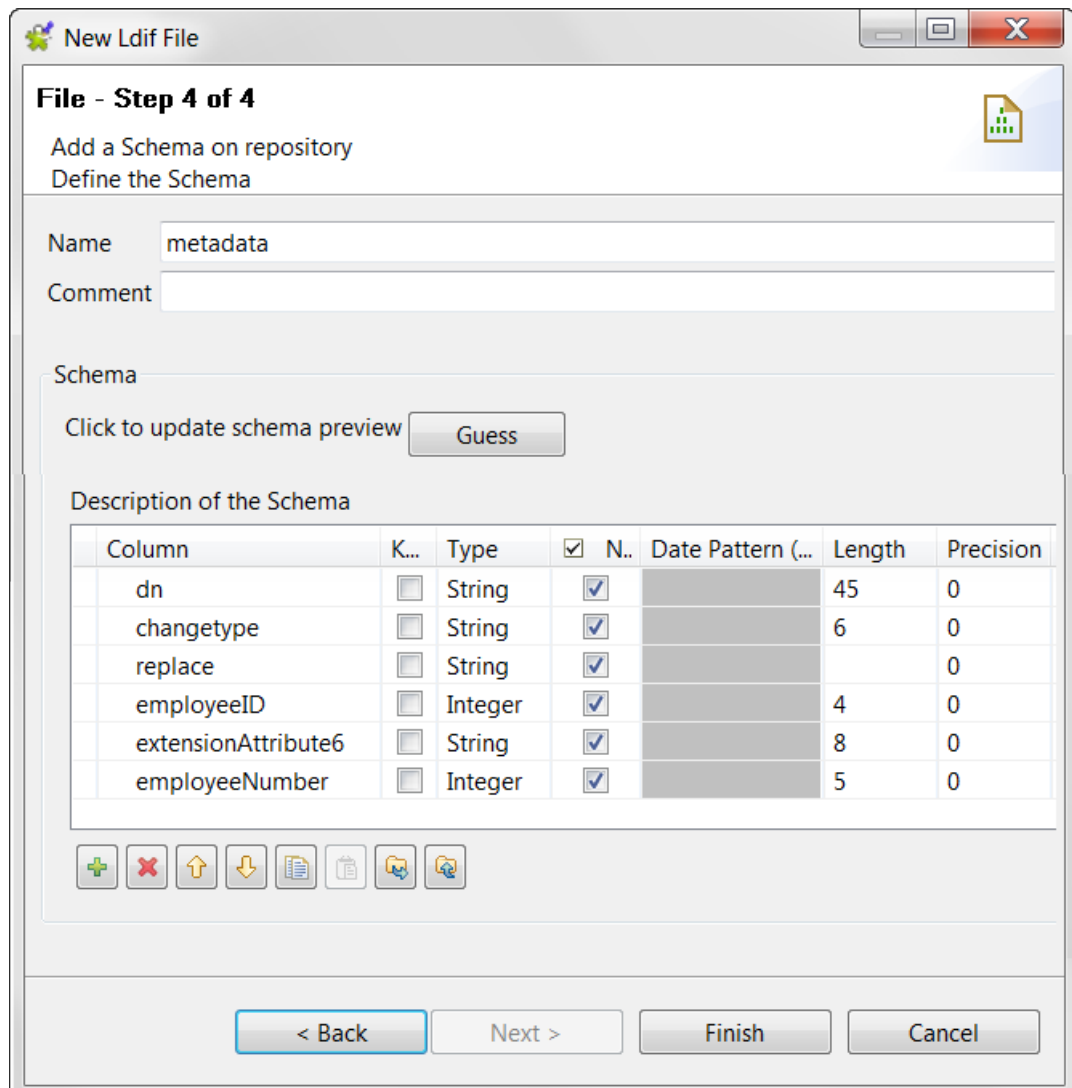 New Ldif File
File - Step 4 of 4
Add a Schema on repository
Define the Schema
Name metadata
Comment
Schema
Click to update schema preview Guess
Description of the Schema
Column K... Type N.. Date Pattern (... Length Precision
dn String 45 0
changetype String 6 0
replace String 0
employeeID Integer 4 0
extensionAttribute6 String 8 0
employeeNumber Integer 5 0
< Back Next > Finish Cancel